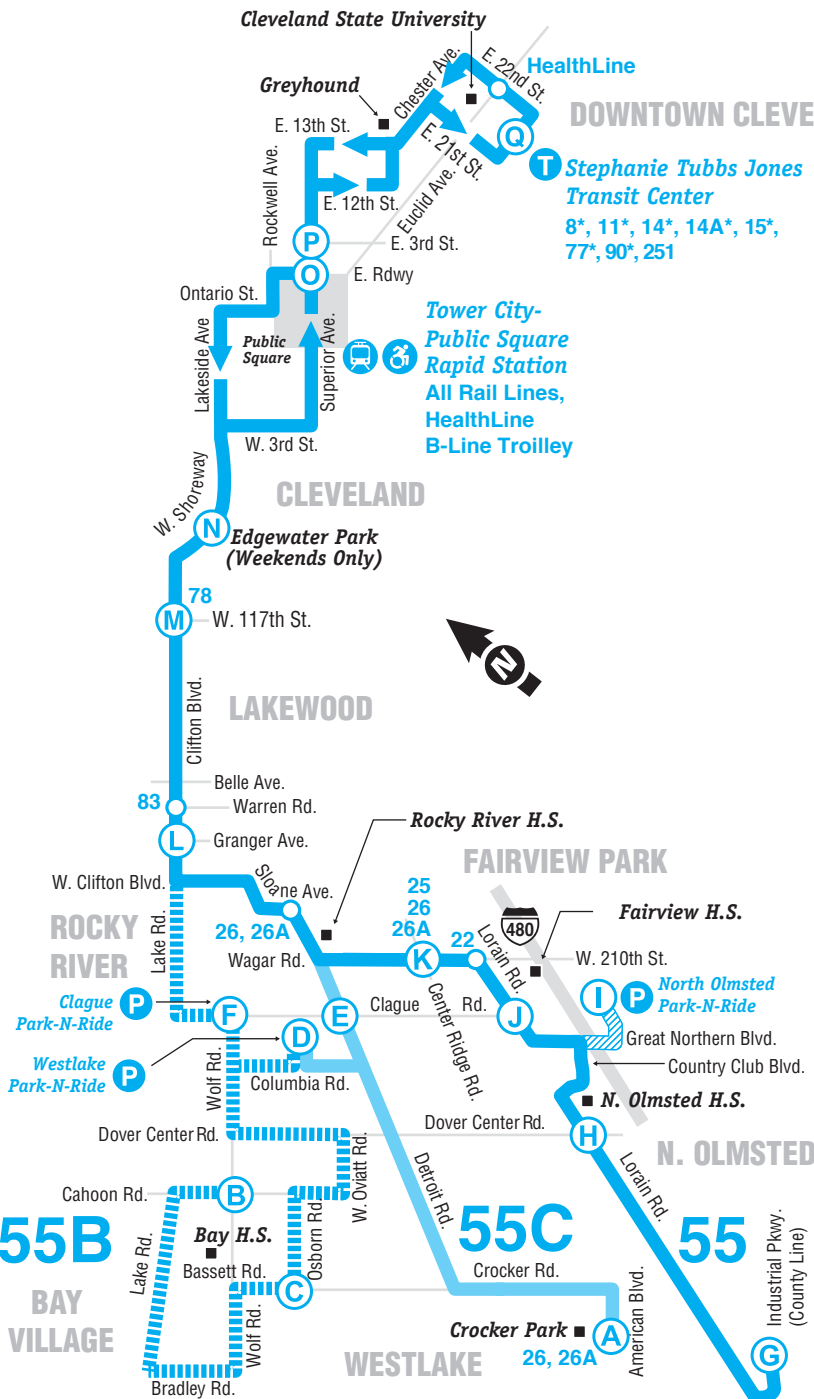 Cleveland State University
Greyhound
Chester Ave.
E. 22nd St.
HealthLine
DOWNTOWN CLEVE
E. 13th St.
E. 21st St.
Q
T
Stephanie Tubbs Jones
Transit Center
8*, 11*, 14*, 14A*, 15*,
77*, 90*, 251
Rockwell Ave.
E. 12th St.
Euclid Ave.
P
E. 3rd St.
O
E. Rdwy
Ontario St.
Lakeside Ave
Public
Square
Superior Ave.
Tower City-
Public Square
Rapid Station
All Rail Lines,
HealthLine
B-Line Troilley
W. 3rd St.
W. Shoreway
CLEVELAND
N
Edgewater Park
(Weekends Only)
78
M
W. 117th St.
N
LAKEWOOD
Clifton Blvd.
Belle Ave.
83
Warren Rd.
L
Granger Ave.
Rocky River H.S.
FAIRVIEW PARK
W. Clifton Blvd.
Sloane Ave.
25
26
26A
INTERSTATE
480
Fairview H.S.
ROCKY
RIVER
Lake Rd.
26, 26A
22
Lorain Rd.
W. 210th St.
Wagar Rd.
K
Center Ridge Rd.
I
P
North Olmsted
Park-N-Ride
Clague
Park-N-Ride
P
F
E
Clague Rd.
J
Great Northern Blvd.
D
Westlake
Park-N-Ride
P
Wolf Rd.
Columbia Rd.
Country Club Blvd.
N. Olmsted H.S.
Dover Center Rd.
Dover Center Rd.
H
N. OLMSTED
W. Oviatt Rd.
Detroit Rd.
Lorain Rd.
Cahoon Rd.
B
55B
Lake Rd.
Bay H.S.
Bassett Rd.
Osborn Rd.
55C
55
Crocker Rd.
BAY
VILLAGE
Wolf Rd.
C
American Blvd.
Industrial Pkwy.
(County Line)
Crocker Park
A
26, 26A
G
WESTLAKE
Bradley Rd.